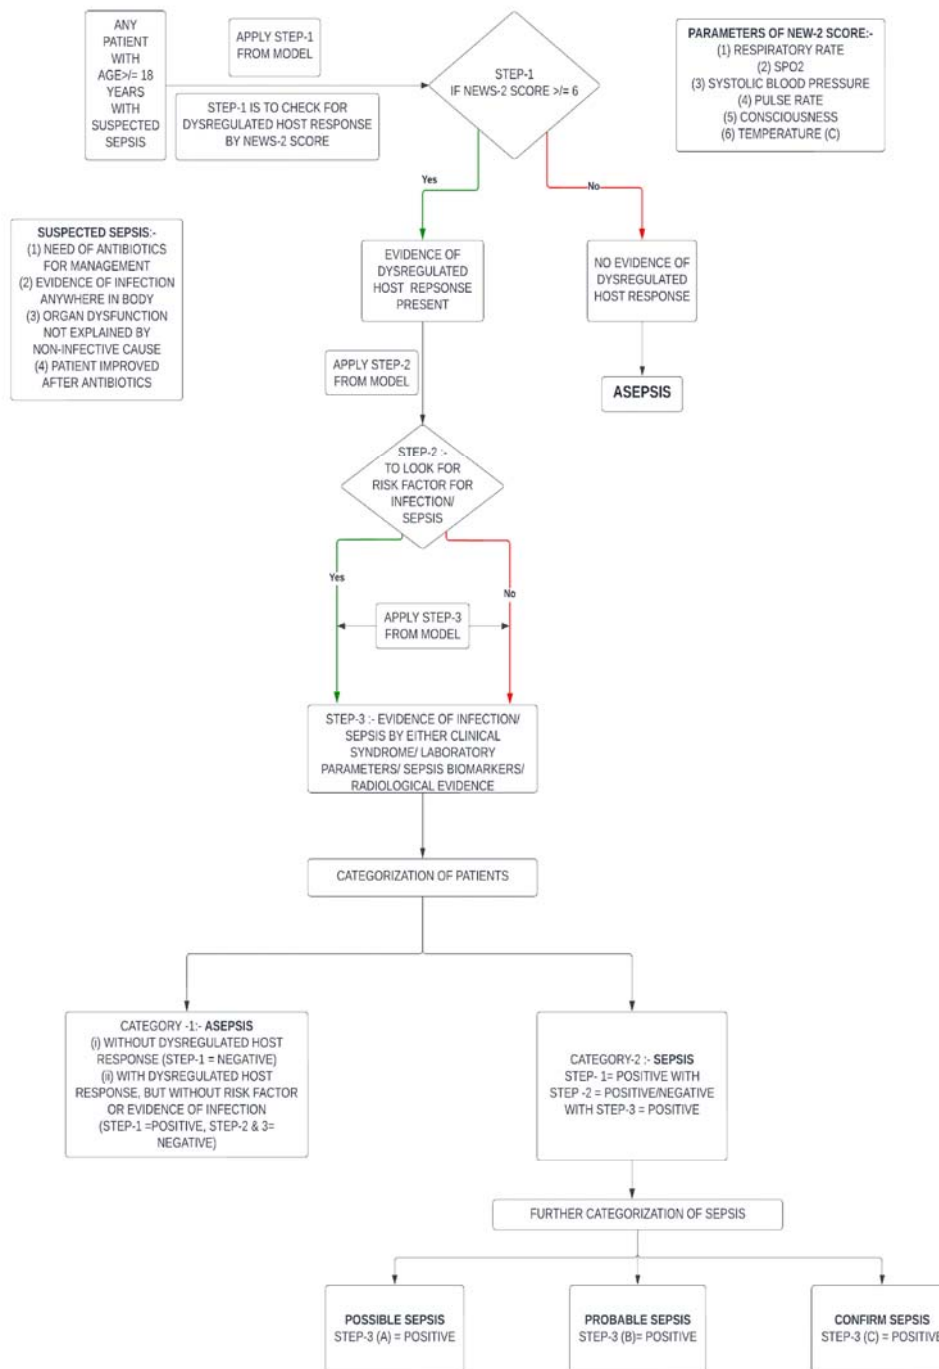 ANY
PATIENT
WITH
AGE>/= 18
YEARS
WITH
SUSPECTED
SEPSIS
APPLY STEP-1
FROM MODEL
STEP-1 IS TO CHECK FOR
DYSREGULATED HOST RESPONSE
BY NEWS-2 SCORE
STEP-1
IF NEWS-2 SCORE >/= 6
PARAMETERS OF NEW-2 SCORE:-
(1) RESPIRATORY RATE
(2) SPO2
(3) SYSTOLIC BLOOD PRESSURE
(4) PULSE RATE
(5) CONSCIOUSNESS
(6) TEMPERATURE (C)
Yes
No
SUSPECTED SEPSIS:-
(1) NEED OF ANTIBIOTICS
FOR MANAGEMENT
(2) EVIDENCE OF INFECTION
ANYWHERE IN BODY
(3) ORGAN DYSFUNCTION
NOT EXPLAINED BY
NON-INFECTIVE CAUSE
(4) PATIENT IMPROVED
AFTER ANTIBIOTICS
EVIDENCE OF
DYSREGULATED
HOST REPSONSE
PRESENT
NO EVIDENCE OF
DYSREGULATED
HOST RESPONSE
APPLY STEP-2
FROM MODEL
ASEPSIS
STEP-2 :-
TO LOOK FOR
RISK FACTOR FOR
INFECTION/
SEPSIS
Yes
No
APPLY STEP-3
FROM MODEL
STEP-3 :- EVIDENCE OF INFECTION/
SEPSIS BY EITHER CLINICAL
SYNDROME/ LABORATORY
PARAMETERS/ SEPSIS BIOMARKERS/
RADIOLOGICAL EVIDENCE
CATEGORIZATION OF PATIENTS
CATEGORY -1:- ASEPSIS
(i) WITHOUT DYSREGULATED HOST
RESPONSE (STEP-1 = NEGATIVE)
(ii) WITH DYSREGULATED HOST
RESPONSE, BUT WITHOUT RISK FACTOR
OR EVIDENCE OF INFECTION
(STEP-1 =POSITIVE, STEP-2 & 3=
NEGATIVE)
CATEGORY-2 :- SEPSIS
STEP- 1= POSITIVE WITH
STEP -2 = POSITIVE/NEGATIVE
WITH STEP-3 = POSITIVE
FURTHER CATEGORIZATION OF SEPSIS
POSSIBLE SEPSIS
STEP-3 (A) = POSITIVE
PROBABLE SEPSIS
STEP-3 (B)= POSITIVE
CONFIRM SEPSIS
STEP-3 (C) = POSITIVE